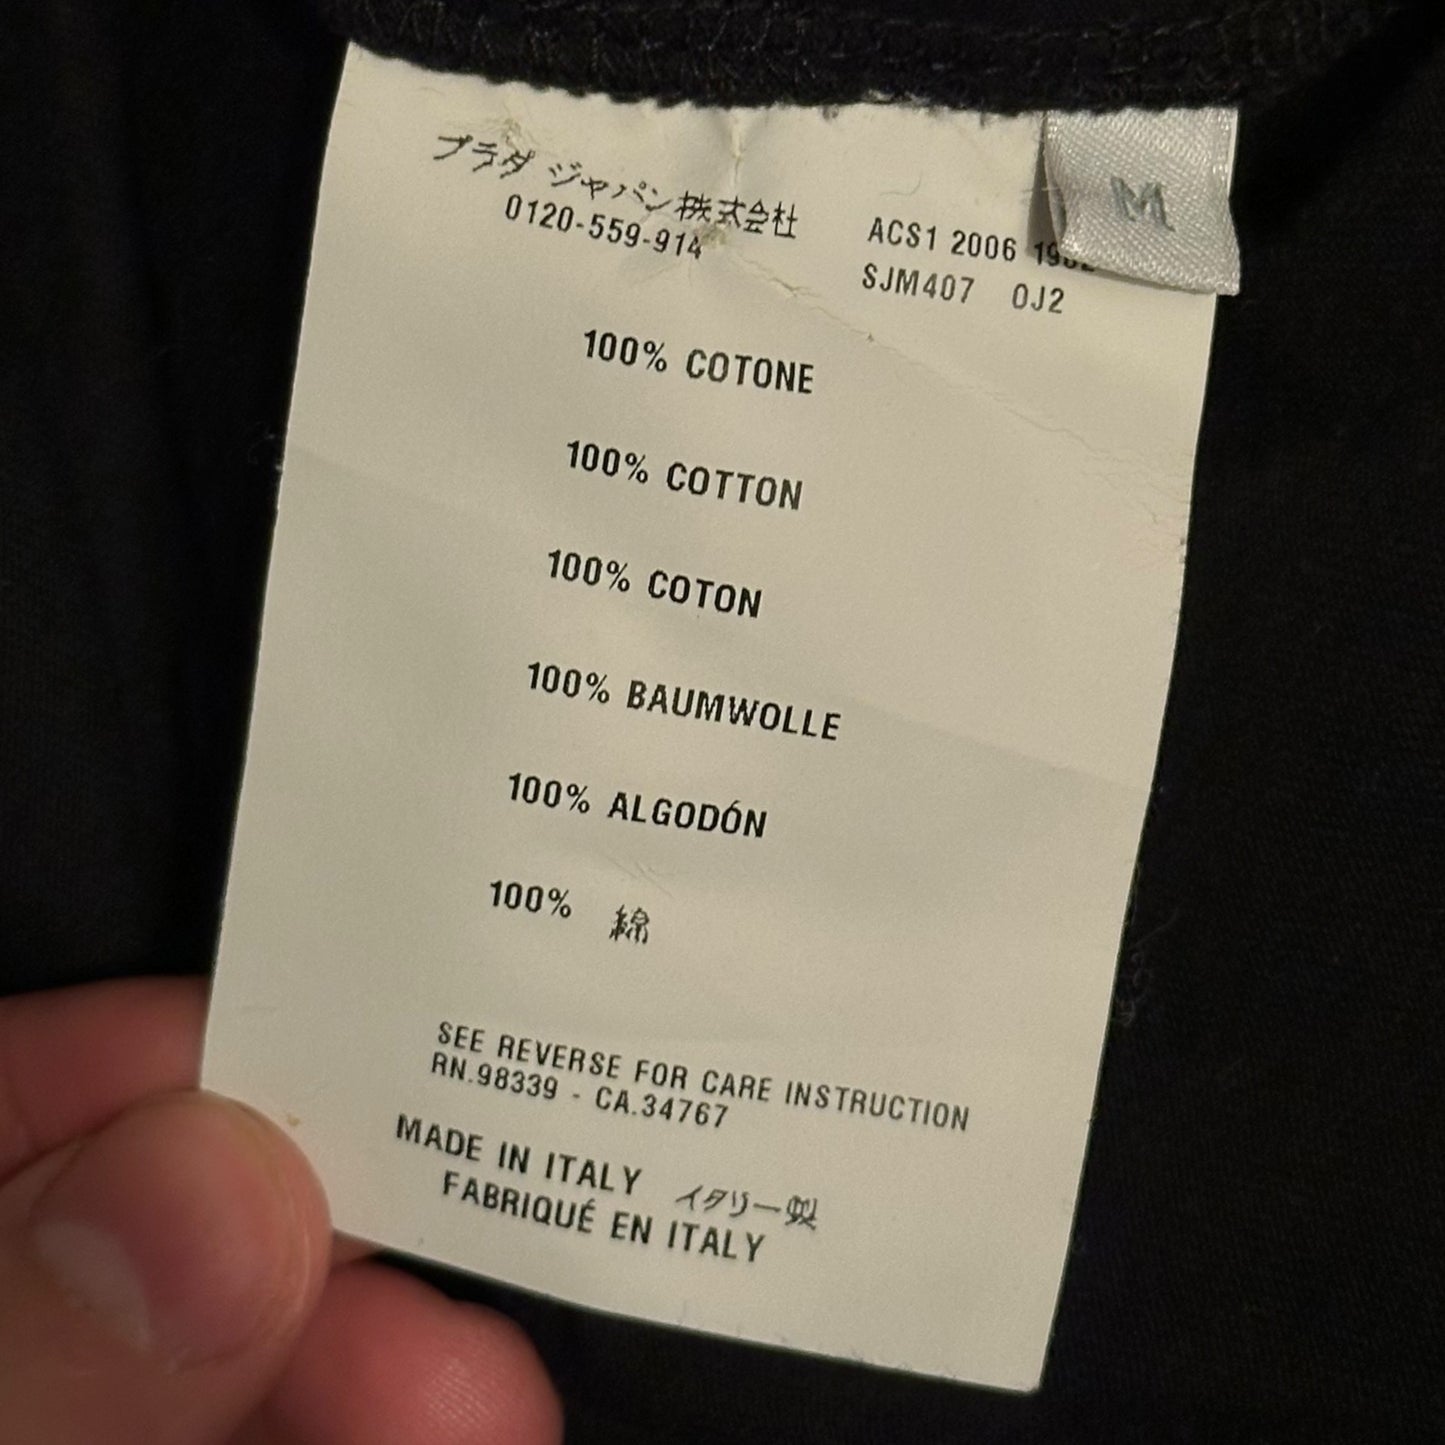 プラダ ジャパン株式会社
0120-559-914
ACS1 2006
SJM407 0J2
M
100% COTONE
100% COTTON
100% COTON
100% BAUMWOLLE
100% ALGODÓN
100% 綿
SEE REVERSE FOR CARE INSTRUCTION
RN.98339 - CA.34767
MADE IN ITALY イタリー製
FABRIQUÉ EN ITALY